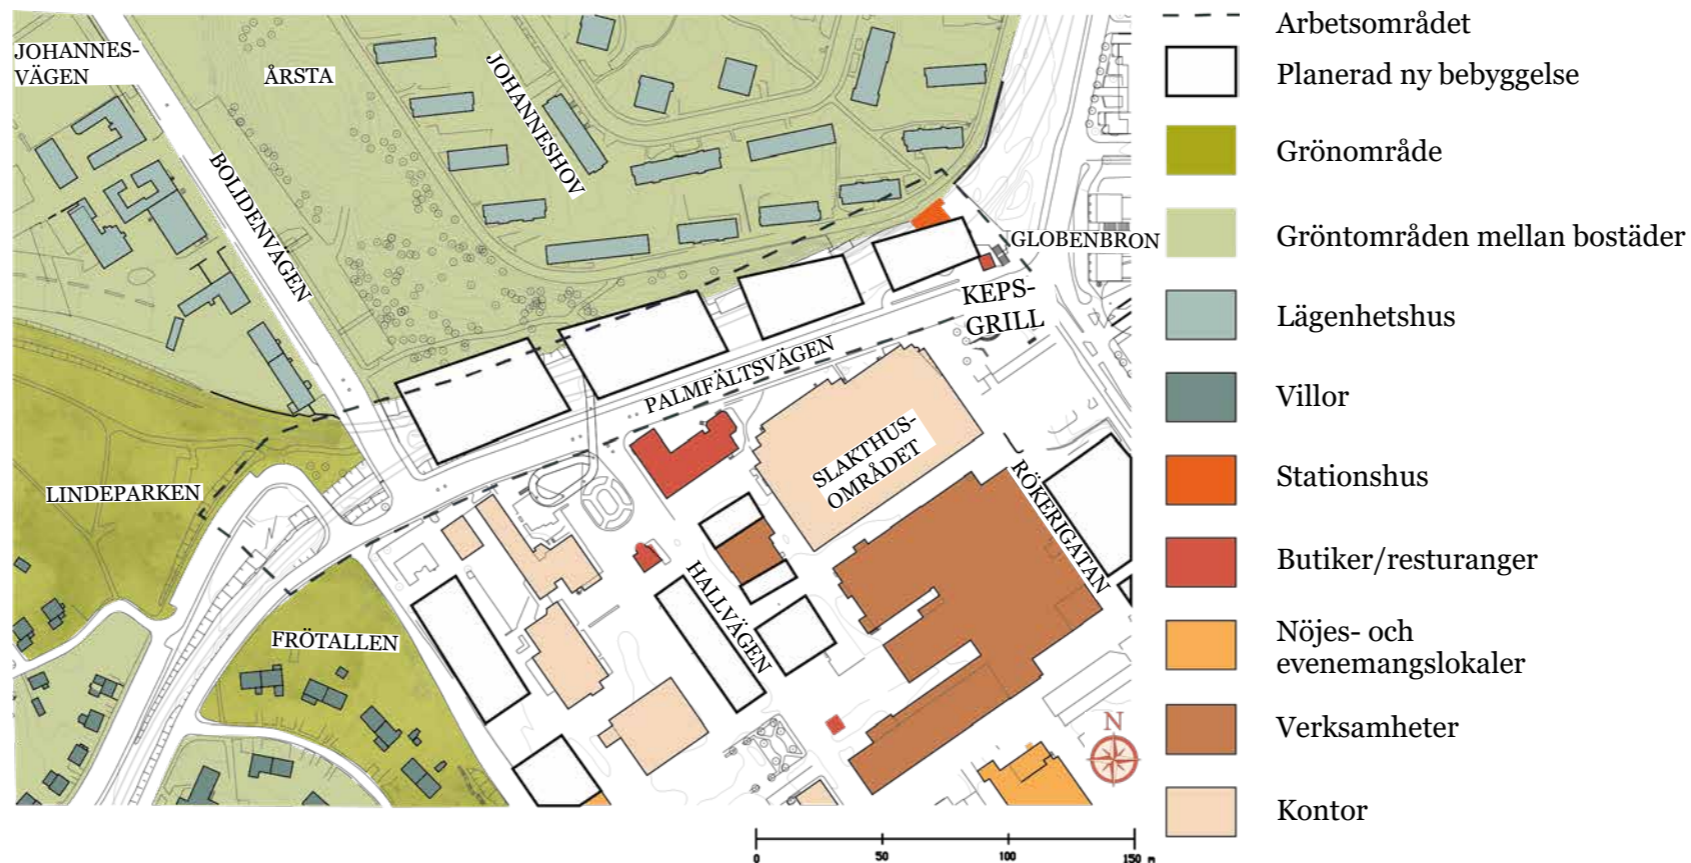 JOHANNES-
VÄGEN
ÅRSTA
JOHANNESHOV
BOLIDENVÄGEN
GLOBENBRON
KEPS-
GRILL
PALMFÄLTSVÄGEN
SLAKTHUS-
OMRÅDET
RÖKERIGATAN
LINDEPARKEN
HALLVÄGEN
FRÖTALLEN
N
0 50 100 150 m
Arbetsområdet
Planerad ny bebyggelse
Grönområde
Gröntområden mellan bostäder
Lägenhetshus
Villor
Stationshus
Butiker/resturanger
Nöjes- och
evenemangslokaler
Verksamheter
Kontor